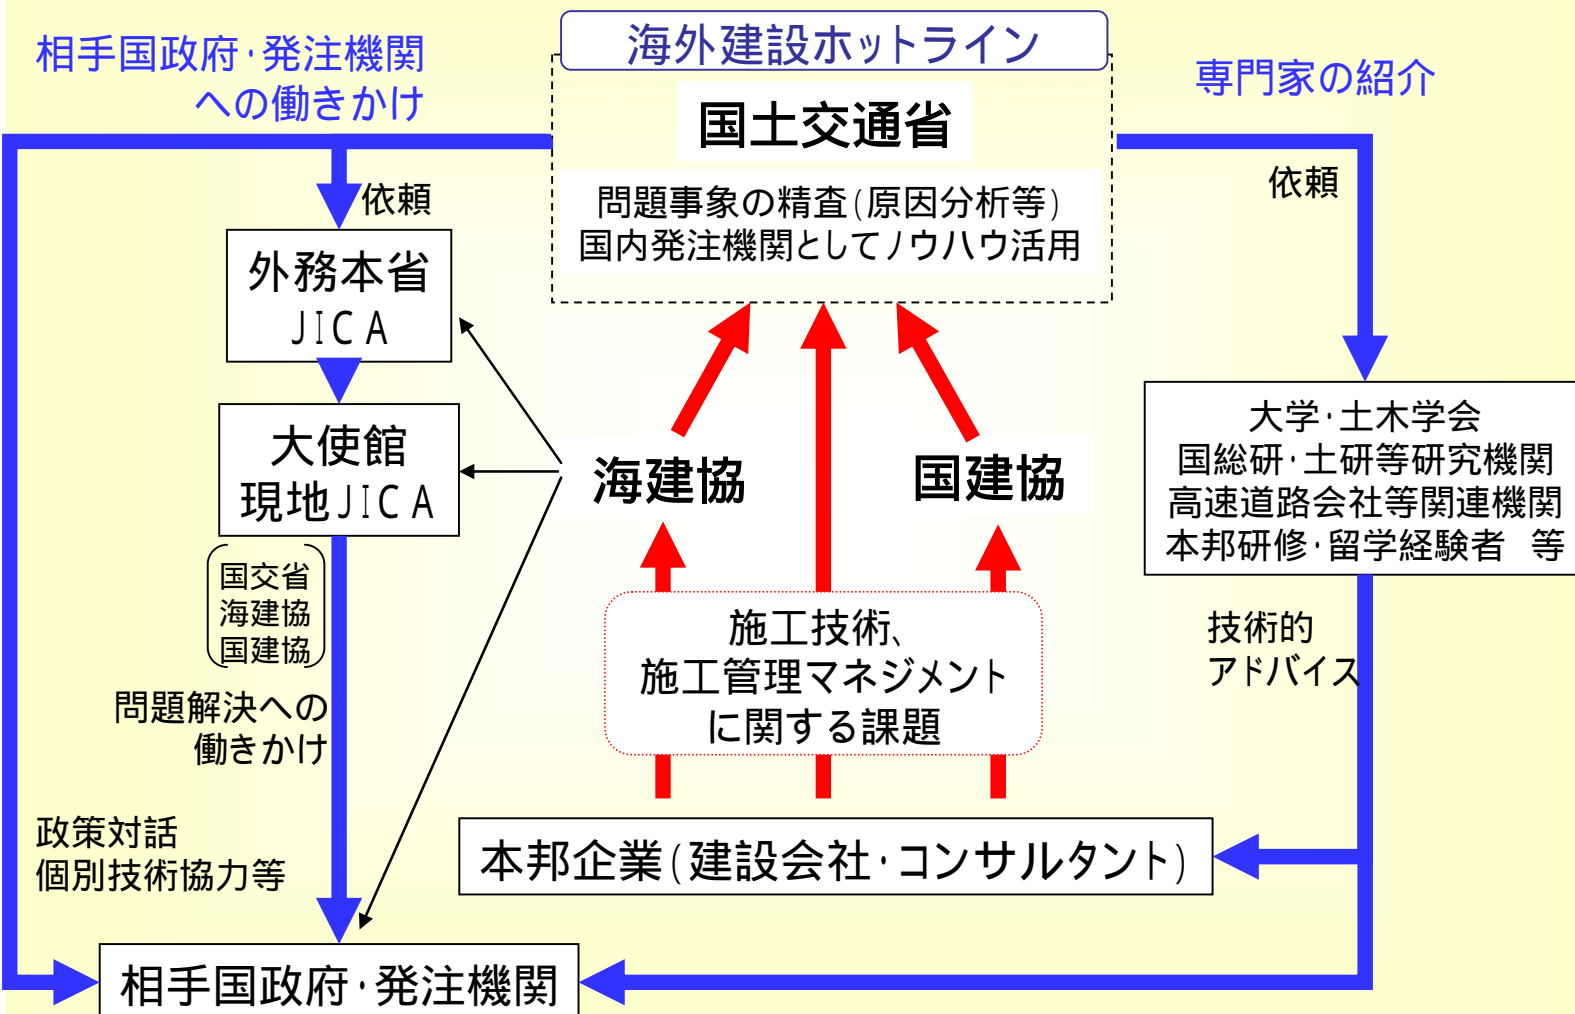 海外建設ホットライン
相手国政府・発注機関
への働きかけ
専門家の紹介
国土交通省
問題事象の精査(原因分析等)
国内発注機関としてノウハウ活用
依頼
依頼
外務本省
JICA
大使館
現地JICA
国交省
海建協
国建協
海建協
国建協
大学・土木学会
国総研・土研等研究機関
高速道路会社等関連機関
本邦研修・留学経験者 等
施工技術、
施工管理マネジメント
に関する課題
技術的
アドバイス
問題解決への
働きかけ
政策対話
個別技術協力等
本邦企業(建設会社・コンサルタント)
相手国政府・発注機関